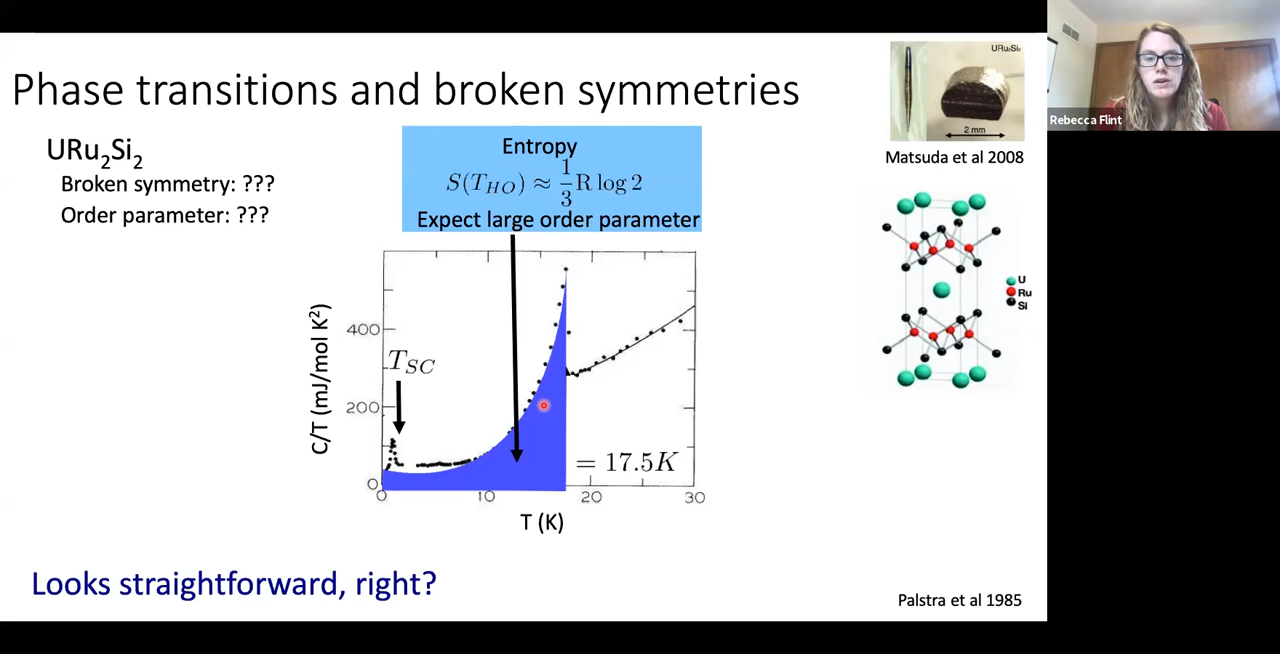 Phase transitions and broken symmetries
URu₂Si₂
Broken symmetry: ???
Order parameter: ???
Entropy
S(T_HO) ≈ 1/3 R log 2
Expect large order parameter
C/T (mJ/mol K²)
400
200
0
T_SC
= 17.5K
0 10 20 30
T (K)
Looks straightforward, right?
URu₂Si₂
2 mm
Matsuda et al 2008
U
Ru
Si
Palstra et al 1985
Rebecca Flint